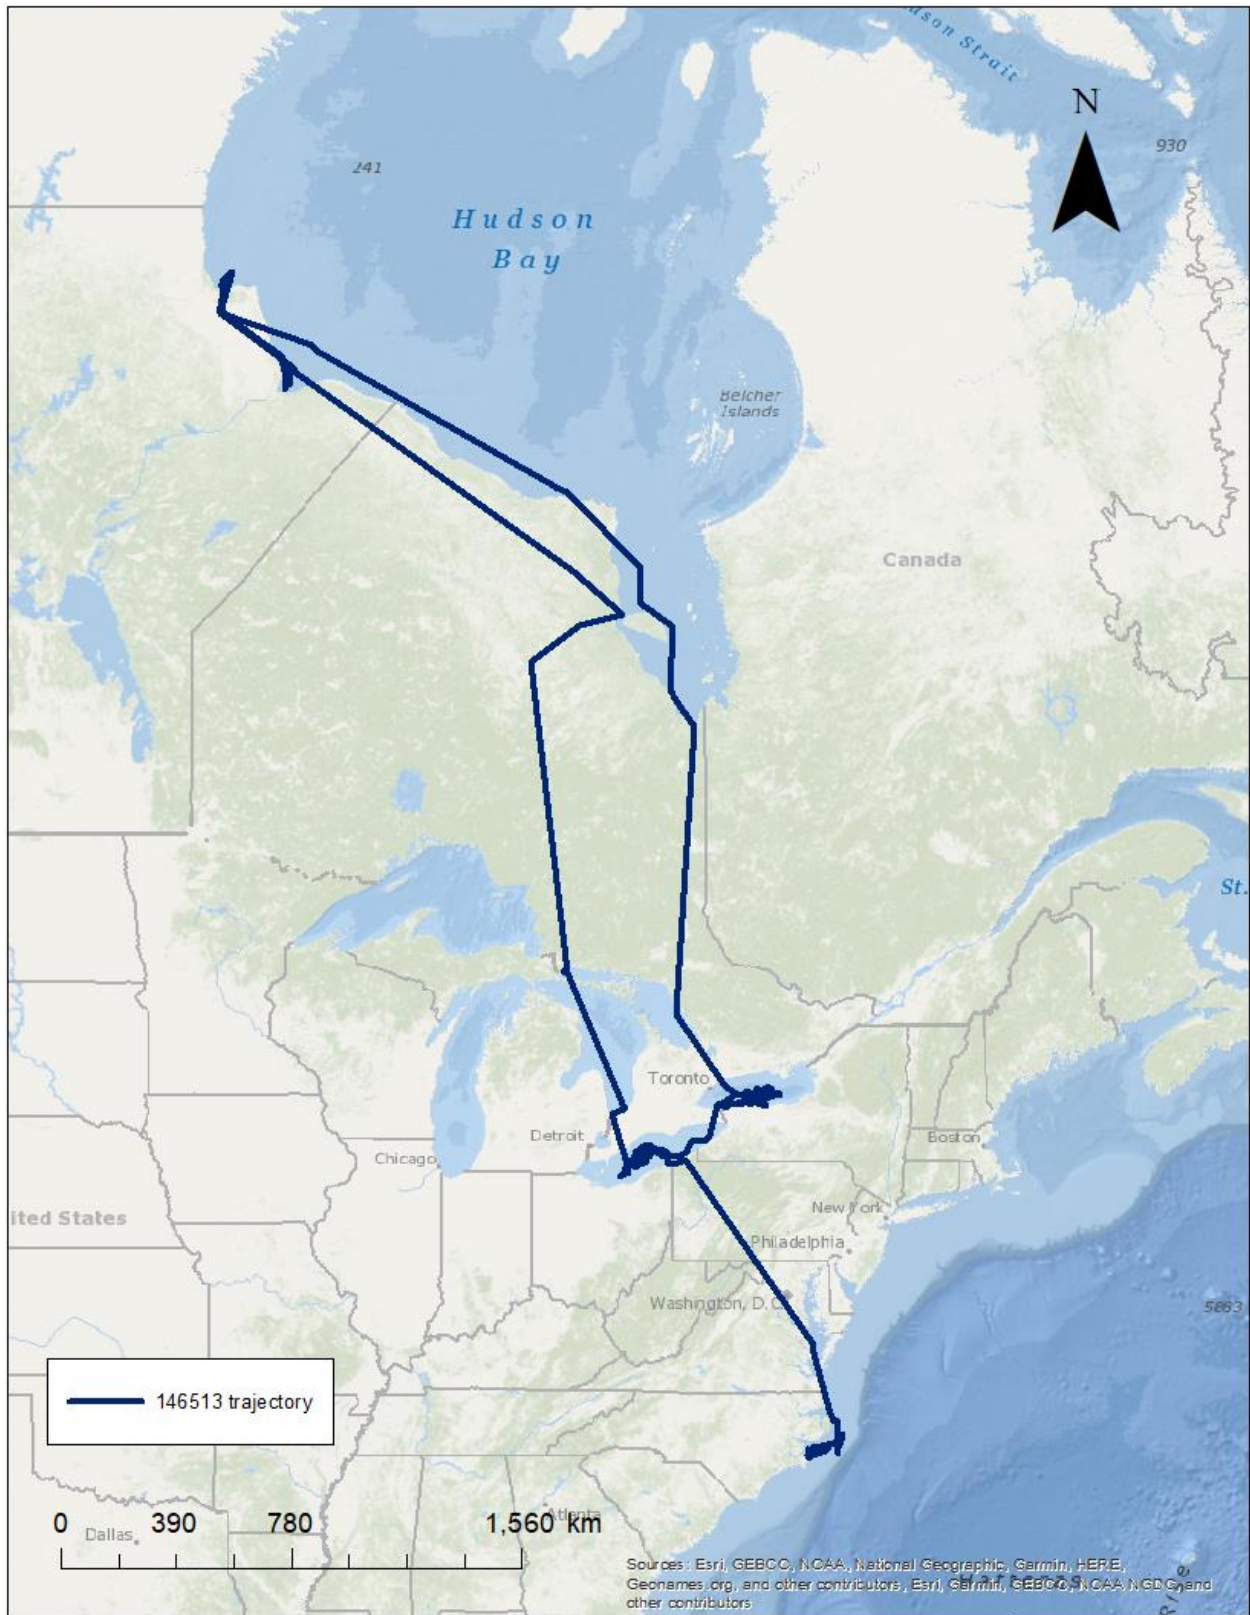 dson Strait
N
930
241
Hudson
Bay
Belcher
Islands
Canada
St.
Toronto
Detroit
Boston
Chicago
New York
ited States
Philadelphia
Washington, D.C.
5883
146513 trajectory
Atlanta
0 390 780 1,560 km
Dallas
Sources: Esri, GEBCO, NOAA, National Geographic, Garmin, HERE,
Geonames.org, and other contributors, Esri, Garmin, GEBCO, NOAA NGDC, and
other contributors